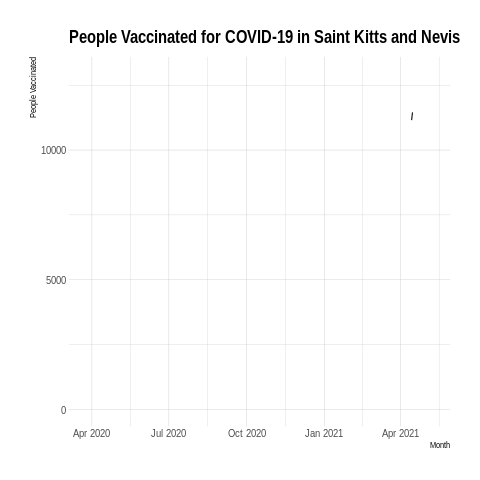 People Vaccinated for COVID-19 in Saint Kitts and Nevis
People Vaccinated
10000
5000
0
Apr 2020 Jul 2020 Oct 2020 Jan 2021 Apr 2021
Month